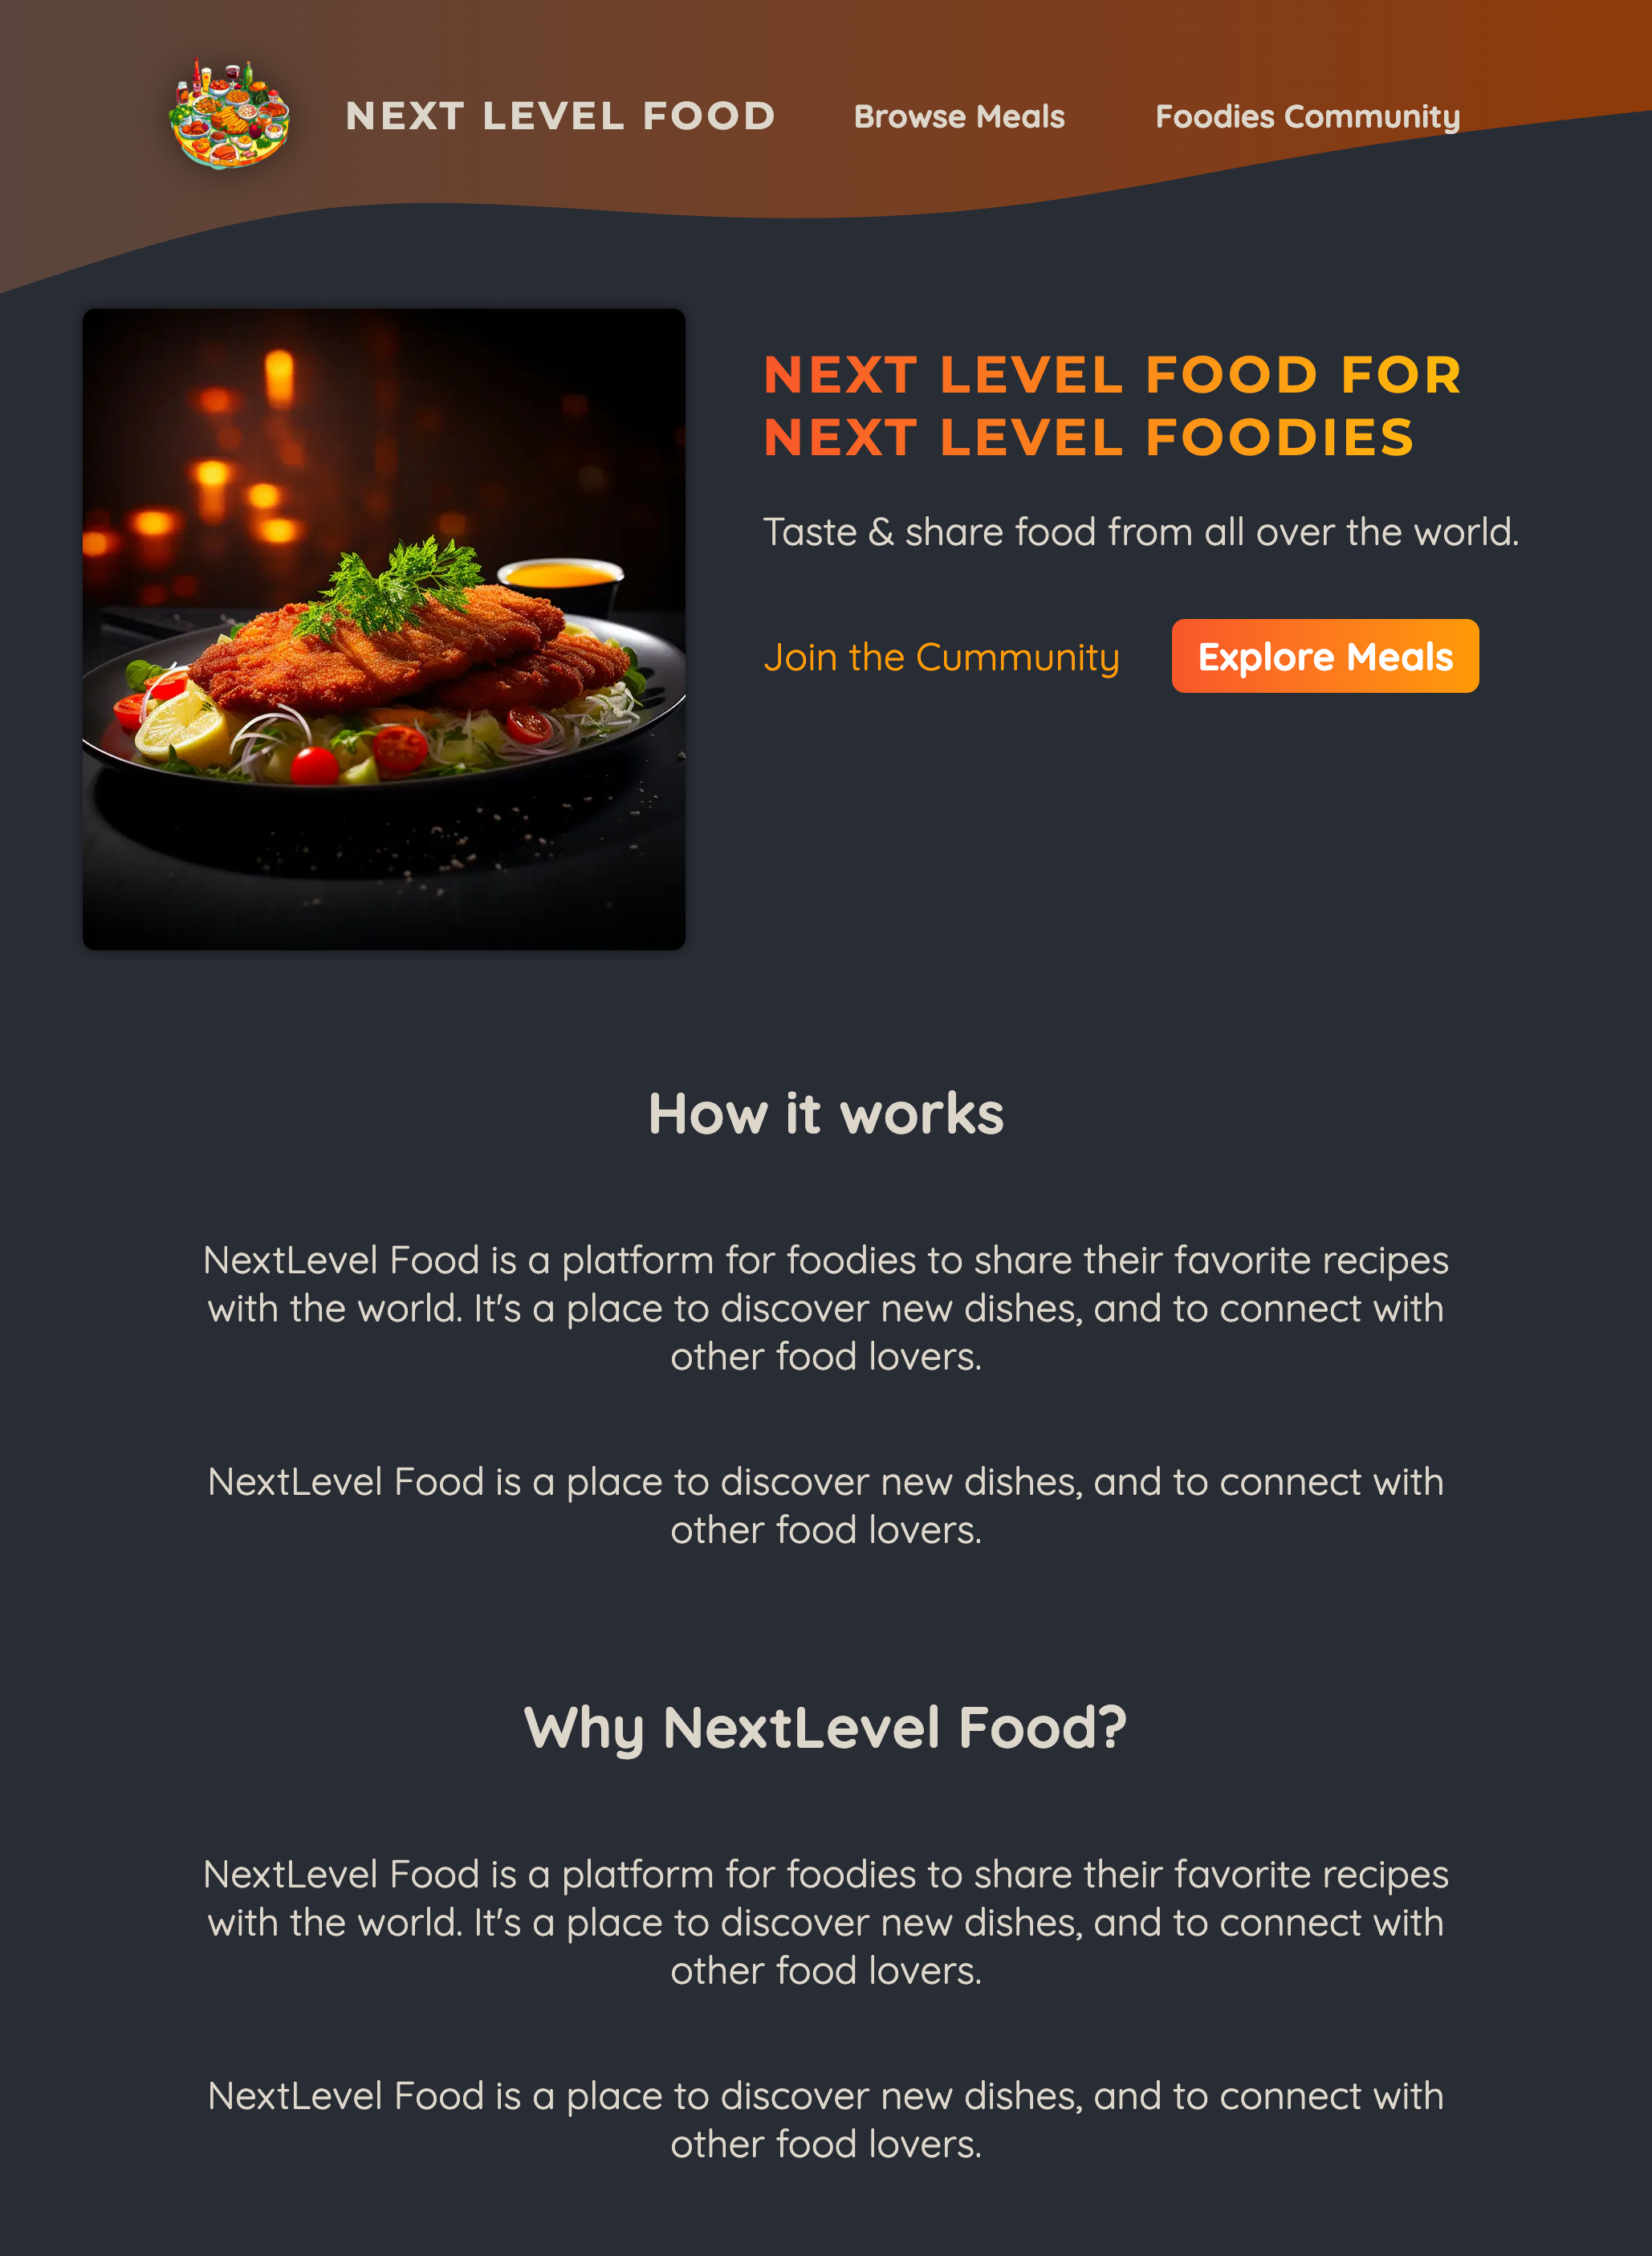 NEXT LEVEL FOOD
Browse Meals
Foodies Community
NEXT LEVEL FOOD FOR
NEXT LEVEL FOODIES
Taste & share food from all over the world.
Join the Cummunity
Explore Meals
How it works
NextLevel Food is a platform for foodies to share their favorite recipes
with the world. It's a place to discover new dishes, and to connect with
other food lovers.
NextLevel Food is a place to discover new dishes, and to connect with
other food lovers.
Why NextLevel Food?
NextLevel Food is a platform for foodies to share their favorite recipes
with the world. It's a place to discover new dishes, and to connect with
other food lovers.
NextLevel Food is a place to discover new dishes, and to connect with
other food lovers.